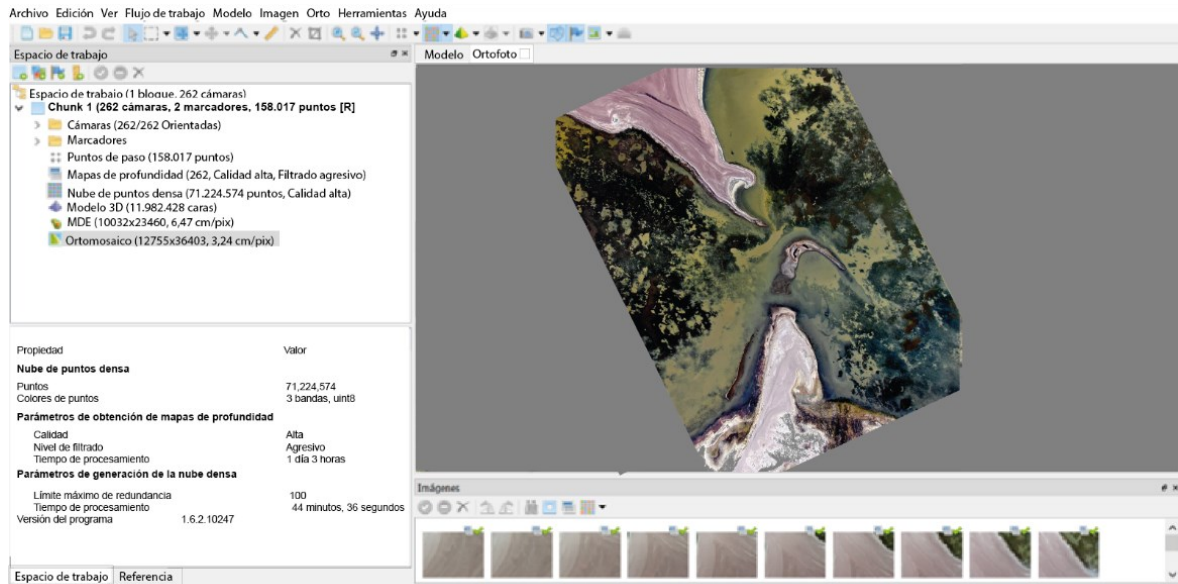 Archivo Edición Ver Flujo de trabajo Modelo Imagen Orto Herramientas Ayuda
Espacio de trabajo
Modelo Ortofoto
Espacio de trabajo (1 bloque, 262 cámaras)
Chunk 1 (262 cámaras, 2 marcadores, 158.017 puntos [R]
Cámaras (262/262 Orientadas)
Marcadores
Puntos de paso (158.017 puntos)
Mapas de profundidad (262, Calidad alta, Filtrado agresivo)
Nube de puntos densa (71.224.574 puntos, Calidad alta)
Modelo 3D (11.982.428 caras)
MDE (10032x23460, 6,47 cm/pix)
Ortomosaico (12755x36403, 3,24 cm/pix)
Propiedad Valor
Nube de puntos densa
Puntos 71,224,574
Colores de puntos 3 bandas, uint8
Parámetros de obtención de mapas de profundidad
Calidad Alta
Nivel de filtrado Agresivo
Tiempo de procesamiento 1 día 3 horas
Parámetros de generación de la nube densa
Límite máximo de redundancia 100
Tiempo de procesamiento 44 minutos, 36 segundos
Versión del programa 1.6.2.10247
Imágenes
Espacio de trabajo Referencia